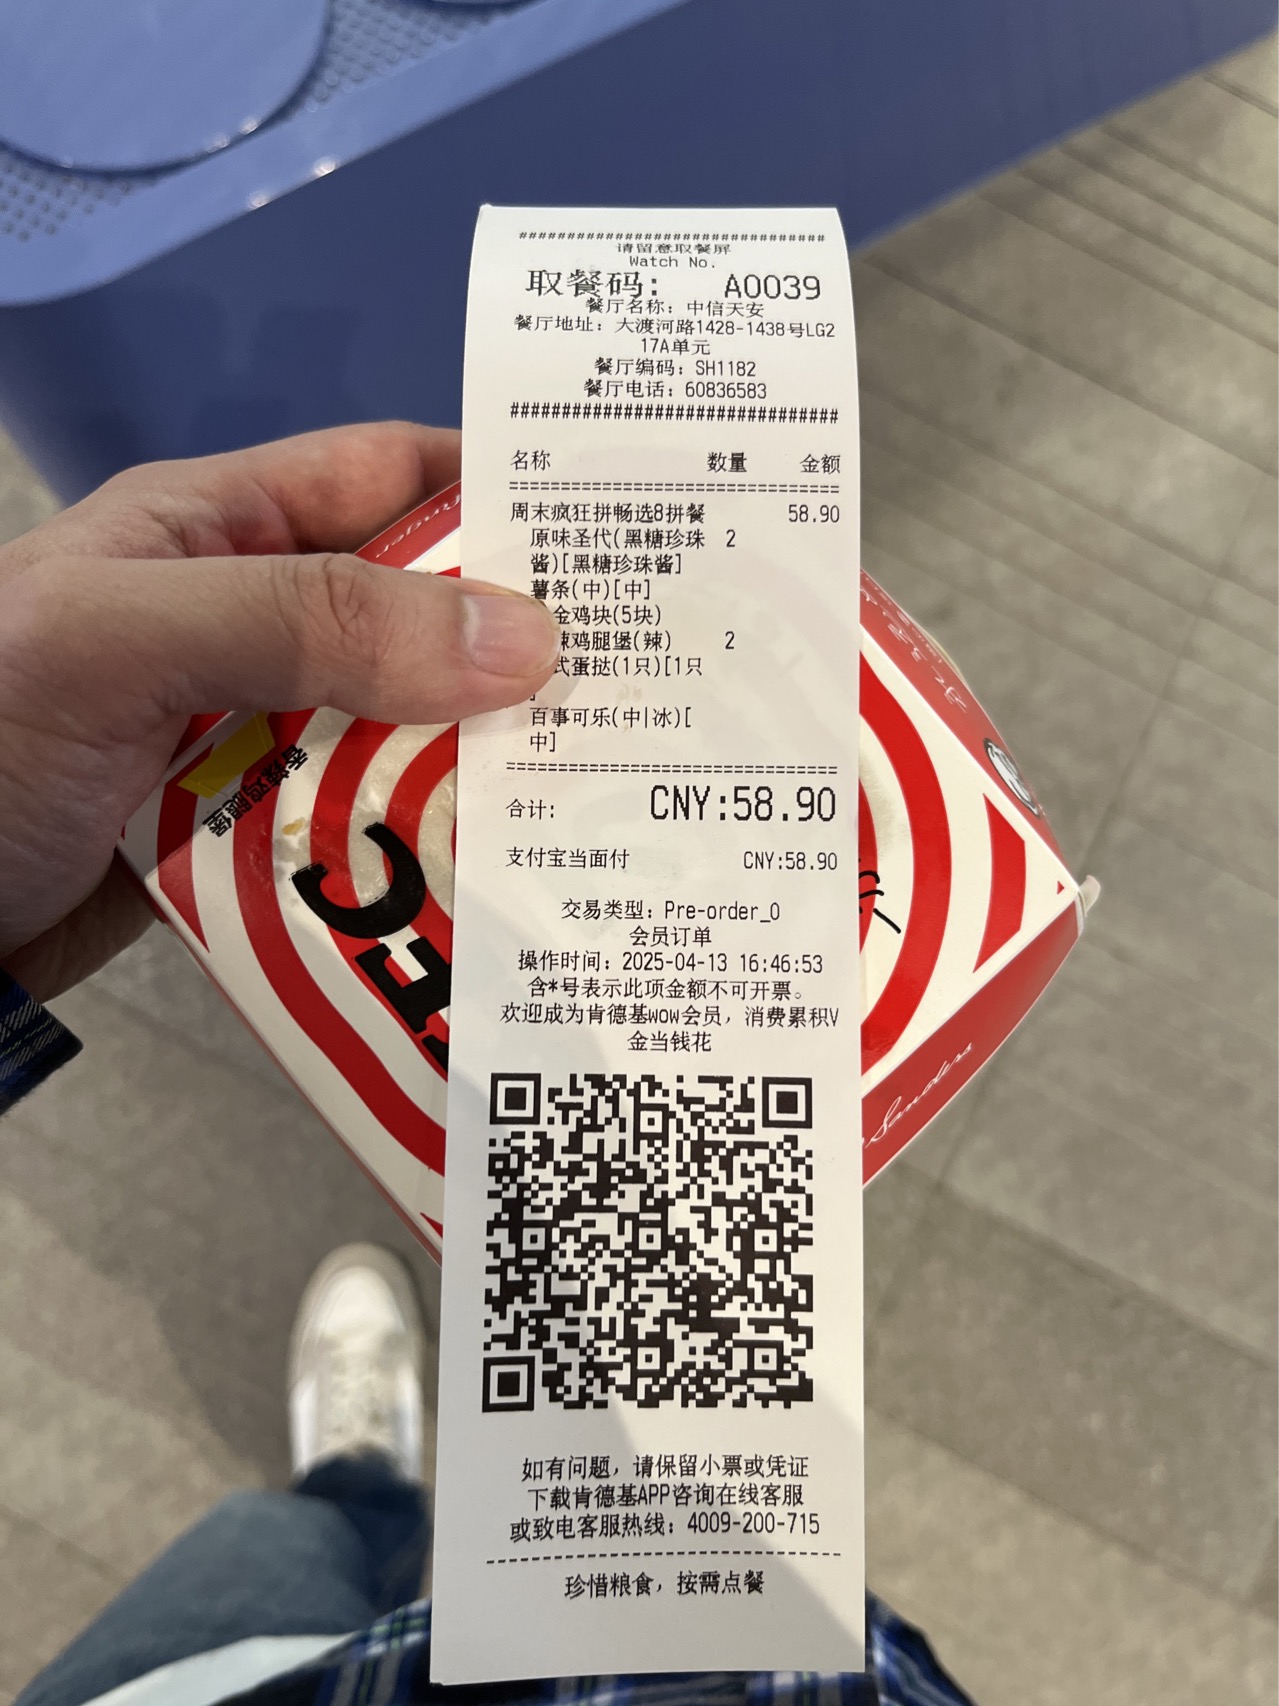 ################################
请留意取餐屏
Watch No.
取餐码: A0039
餐厅名称: 中信天安
餐厅地址: 大渡河路1428-1438号LG2
17A单元
餐厅编码: SH1182
餐厅电话: 60836583
################################
名称 数量 金额
================================
周末疯狂拼畅选8拼餐 58.90
原味圣代(黑糖珍珠 2
酱)[黑糖珍珠酱]
薯条(中)[中]
金鸡块(5块)
辣鸡腿堡(辣) 2
式蛋挞(1只)[1只
]
百事可乐(中|冰)[
中]
================================
合计: CNY:58.90
支付宝当面付 CNY:58.90
交易类型: Pre-order_0
会员订单
操作时间: 2025-04-13 16:46:53
含*号表示此项金额不可开票。
欢迎成为肯德基wow会员, 消费累积V
金当钱花
如有问题, 请保留小票或凭证
下载肯德基APP咨询在线客服
或致电客服热线: 4009-200-715
--------------------------------
珍惜粮食, 按需点餐
香辣鸡腿堡
KFC
Sanders